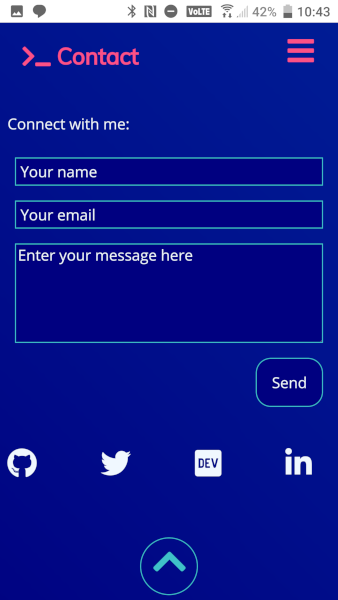 VoLTE 42% 10:43
>_ Contact
Connect with me:
Your name
Your email
Enter your message here
Send
DEV
in